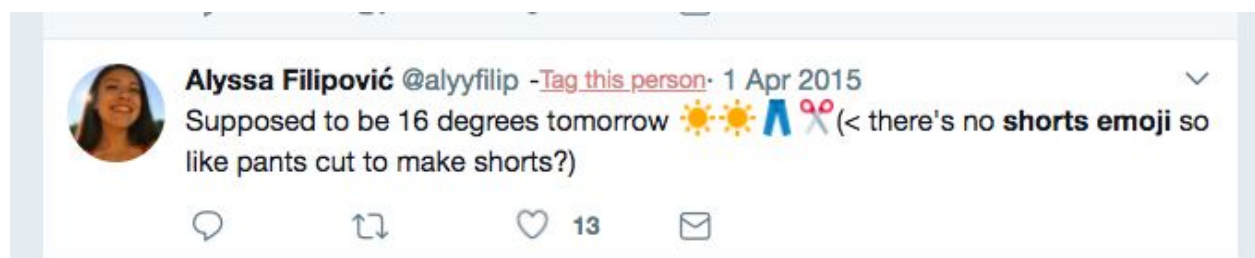 Alyssa Filipović @alyyfilip -Tag this person· 1 Apr 2015
Supposed to be 16 degrees tomorrow ☀️☀️👖✂️(< there's no shorts emoji so
like pants cut to make shorts?)
13